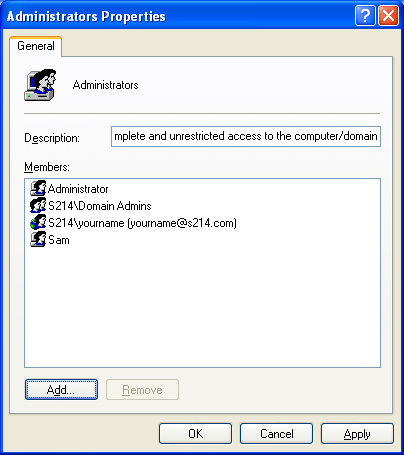 Administrators Properties
General
Administrators
Description:
mplete and unrestricted access to the computer/domain
Members:
Administrator
S214\Domain Admins
S214\yourname (yourname@s214.com)
Sam
Add... Remove
OK Cancel Apply